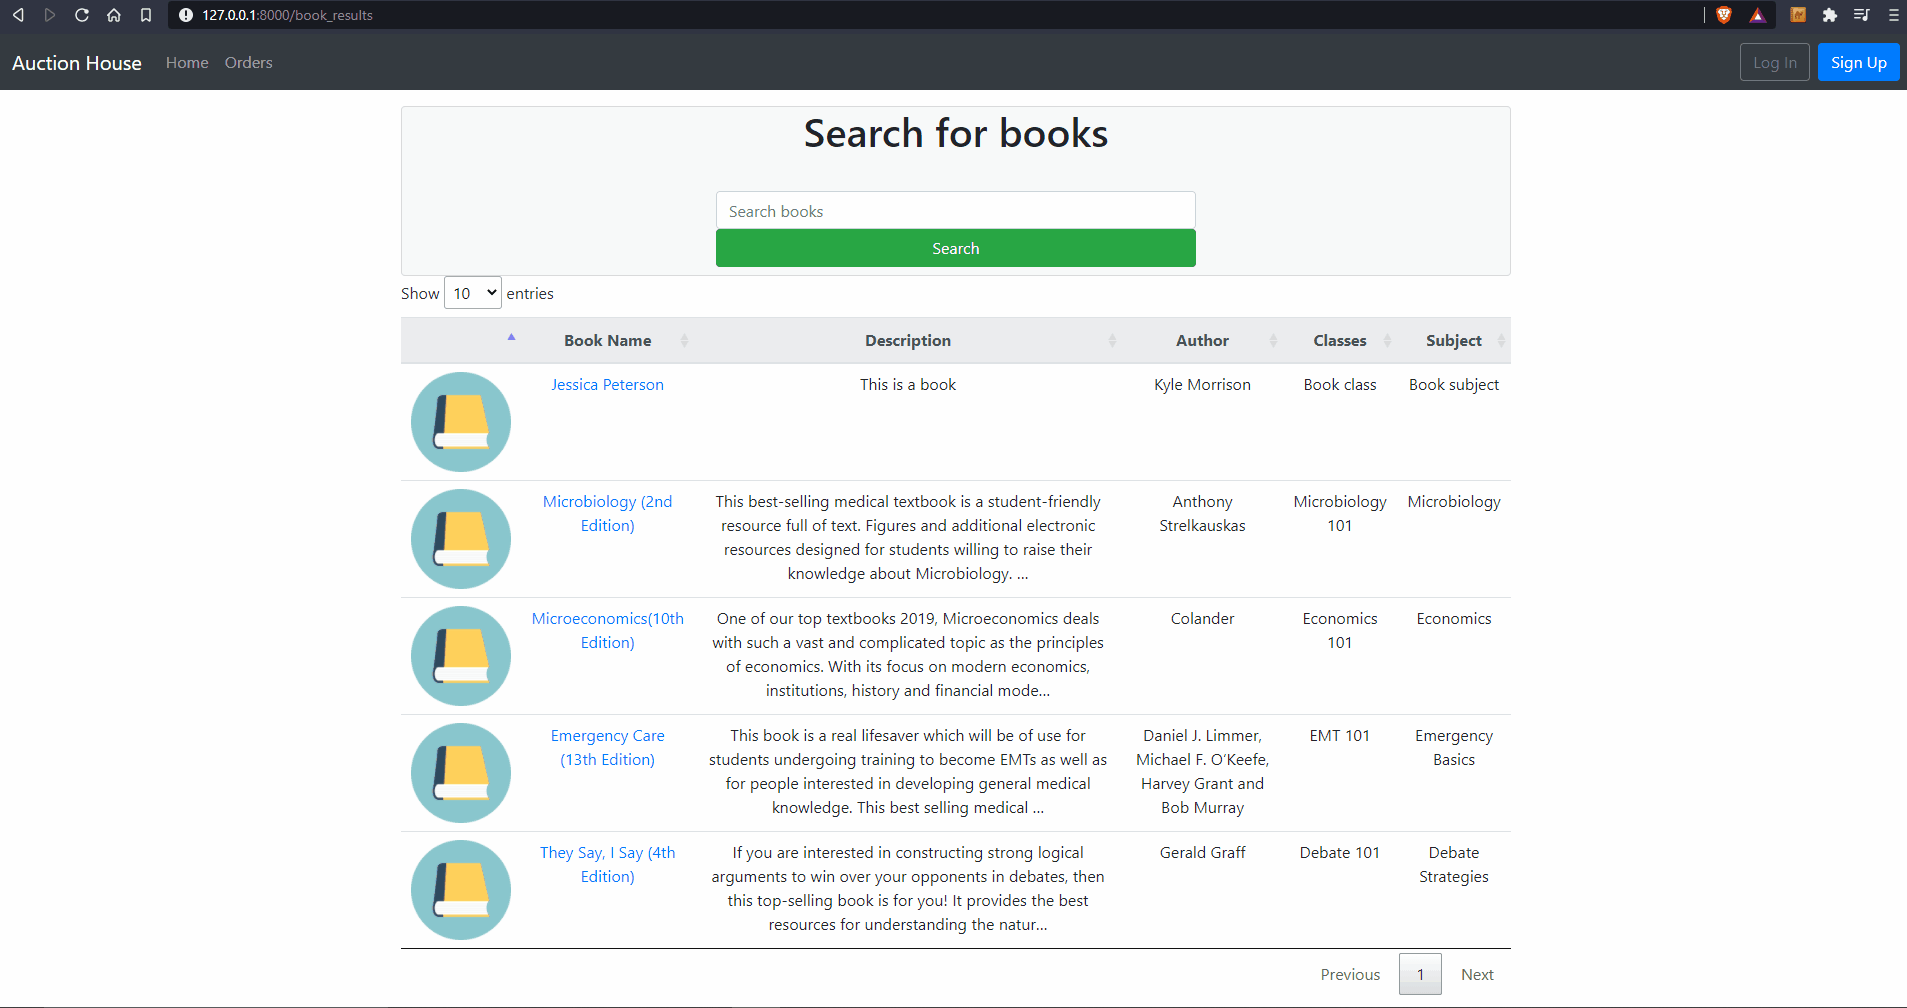 127.0.0.1:8000/book_results
Auction House Home Orders Log In Sign Up
Search for books
Search books
Search
Show 10 entries
Book Name Description Author Classes Subject
Jessica Peterson This is a book Kyle Morrison Book class Book subject
Microbiology (2nd This best-selling medical textbook is a student-friendly Anthony Microbiology Microbiology
Edition) resource full of text. Figures and additional electronic Strelkauskas 101
resources designed for students willing to raise their
knowledge about Microbiology. ...
Microeconomics(10th One of our top textbooks 2019, Microeconomics deals Colander Economics Economics
Edition) with such a vast and complicated topic as the principles 101
of economics. With its focus on modern economics,
institutions, history and financial mode...
Emergency Care This book is a real lifesaver which will be of use for Daniel J. Limmer, EMT 101 Emergency
(13th Edition) students undergoing training to become EMTs as well as Michael F. O'Keefe, Basics
for people interested in developing general medical Harvey Grant and
knowledge. This best selling medical ... Bob Murray
They Say, I Say (4th If you are interested in constructing strong logical Gerald Graff Debate 101 Debate
Edition) arguments to win over your opponents in debates, then Strategies
this top-selling book is for you! It provides the best
resources for understanding the natur...
Previous 1 Next